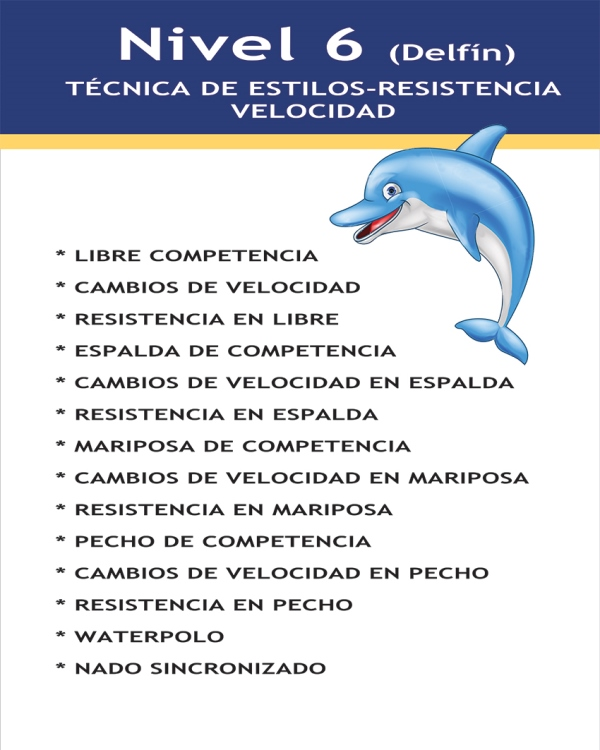 Nivel 6 (Delfín)
TÉCNICA DE ESTILOS-RESISTENCIA
VELOCIDAD
* LIBRE COMPETENCIA
* CAMBIOS DE VELOCIDAD
* RESISTENCIA EN LIBRE
* ESPALDA DE COMPETENCIA
* CAMBIOS DE VELOCIDAD EN ESPALDA
* RESISTENCIA EN ESPALDA
* MARIPOSA DE COMPETENCIA
* CAMBIOS DE VELOCIDAD EN MARIPOSA
* RESISTENCIA EN MARIPOSA
* PECHO DE COMPETENCIA
* CAMBIOS DE VELOCIDAD EN PECHO
* RESISTENCIA EN PECHO
* WATERPOLO
* NADO SINCRONIZADO